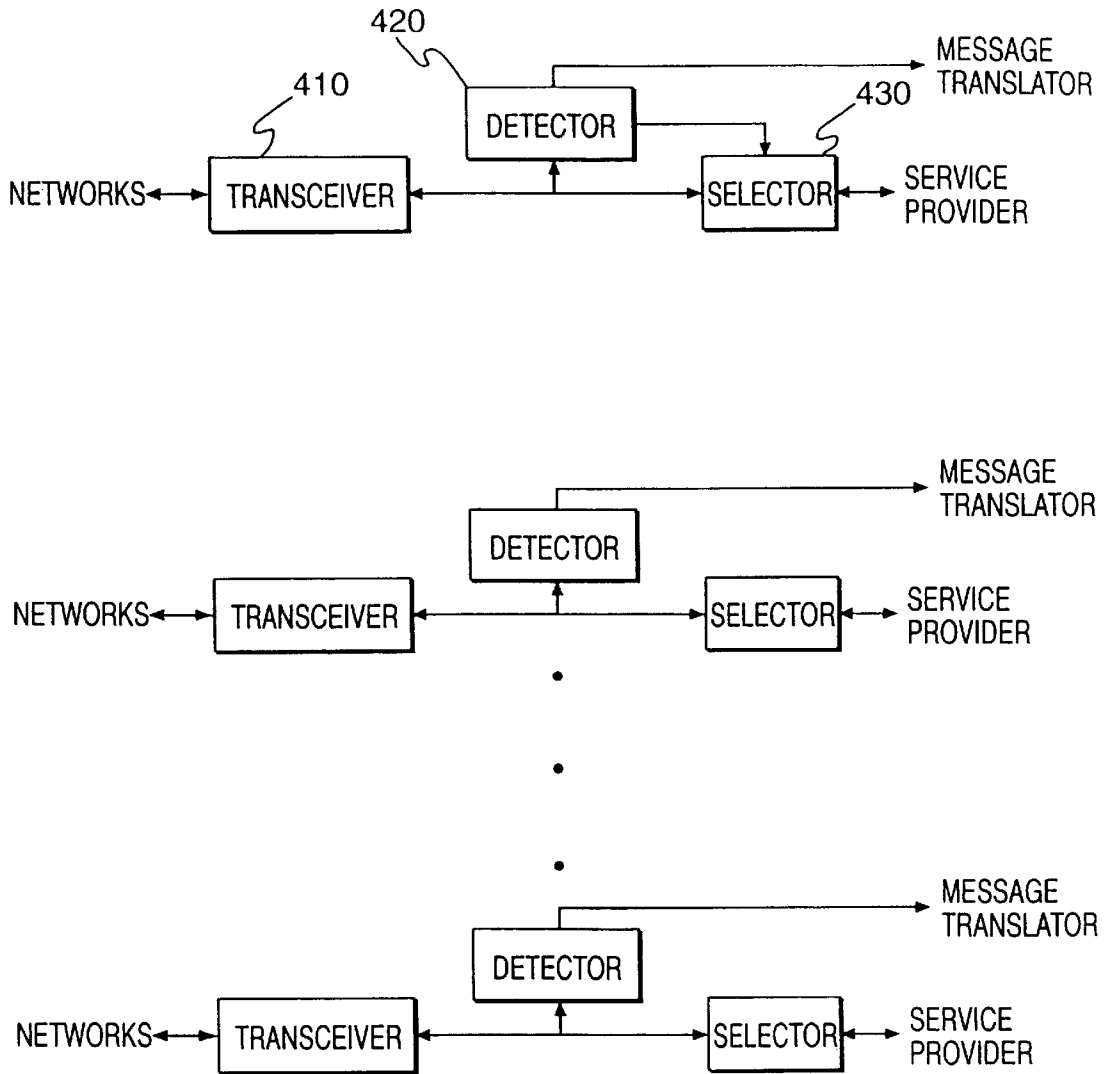 420
MESSAGE
TRANSLATOR
410
430
DETECTOR
NETWORKS
TRANSCEIVER
SELECTOR
SERVICE
PROVIDER
MESSAGE
TRANSLATOR
DETECTOR
NETWORKS
TRANSCEIVER
SELECTOR
SERVICE
PROVIDER
MESSAGE
TRANSLATOR
DETECTOR
NETWORKS
TRANSCEIVER
SELECTOR
SERVICE
PROVIDER